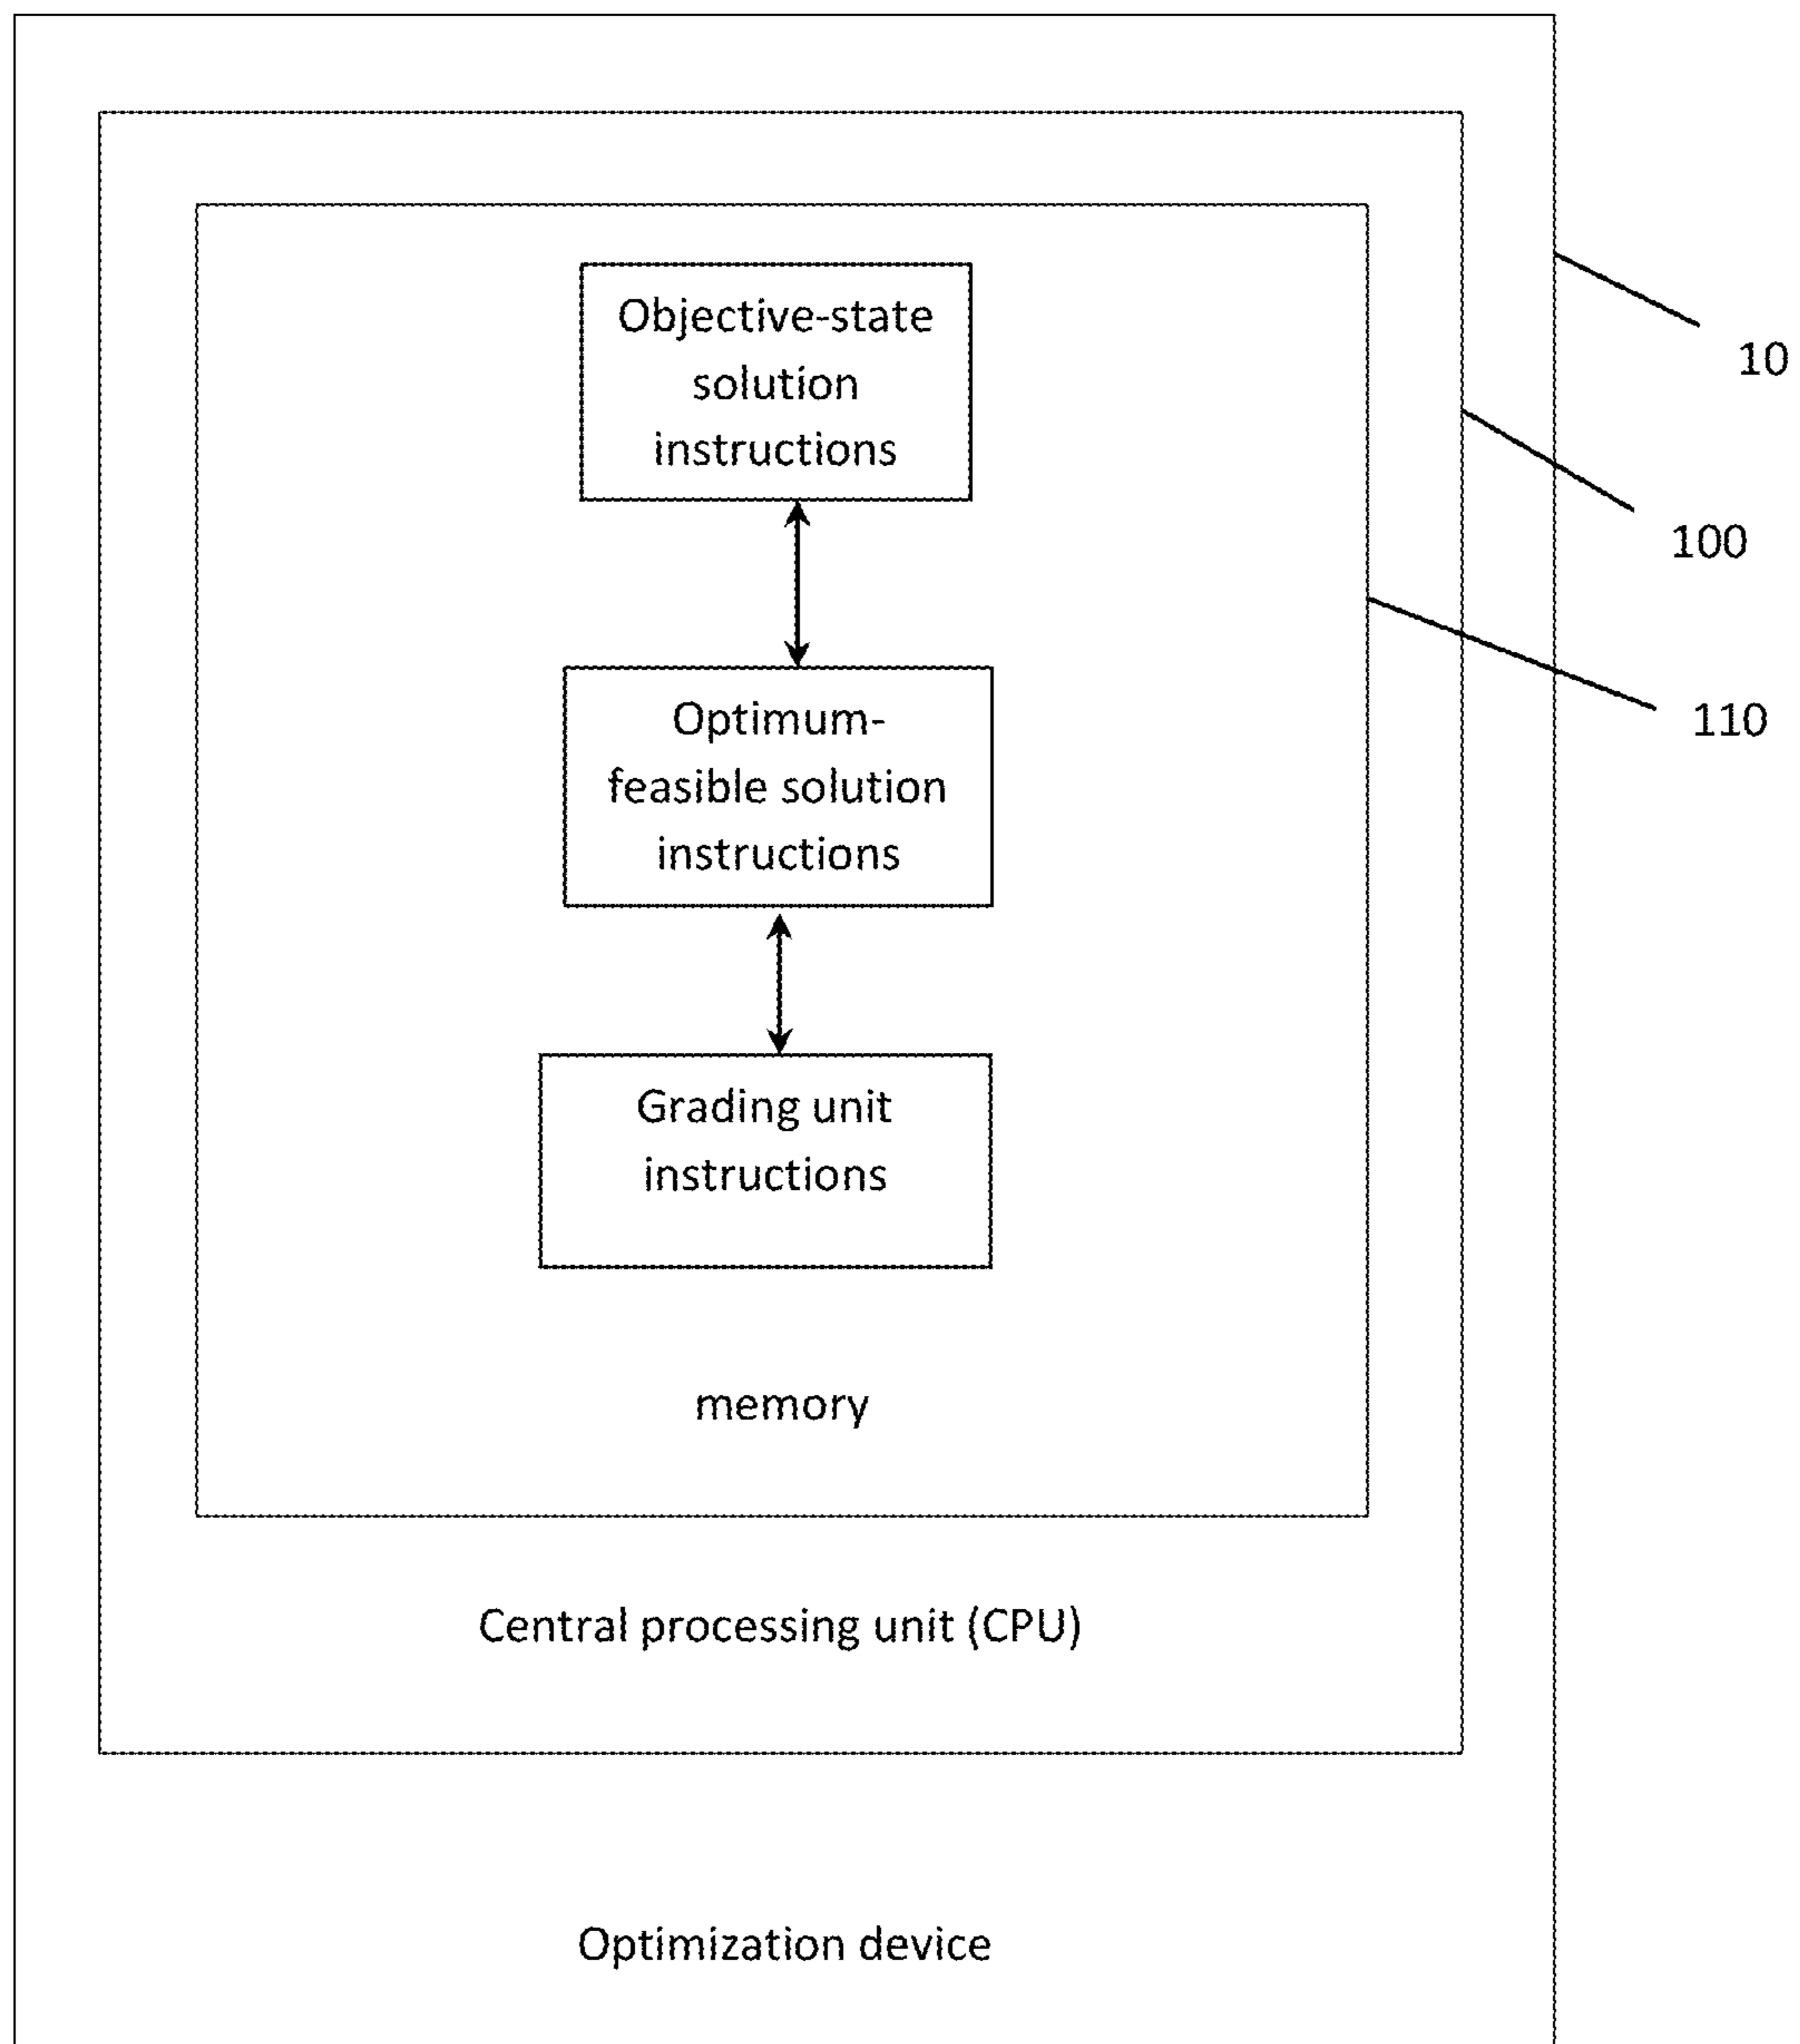 Objective-state
solution
instructions
10
100
Optimum-
feasible solution
instructions
110
Grading unit
instructions
memory
Central processing unit (CPU)
Optimization device